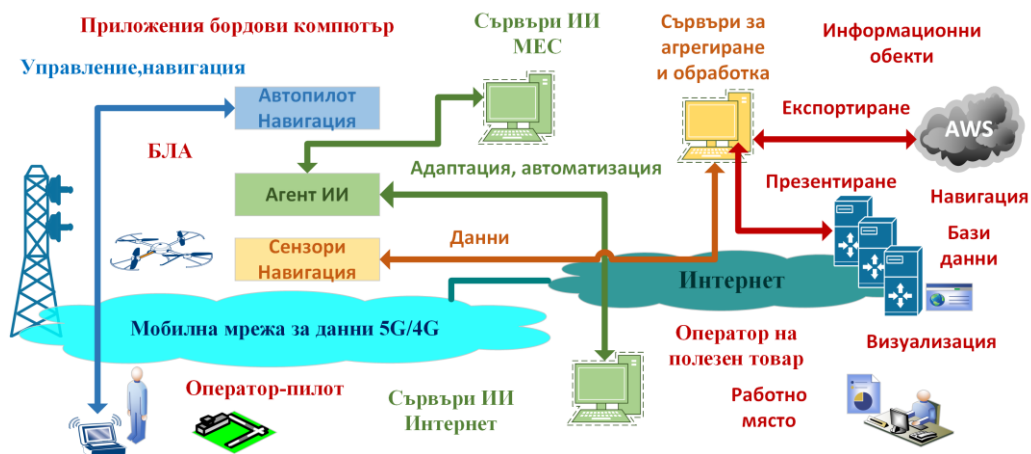 Приложения бордови компютър
Управление,навигация
Автопилот
Навигация
БЛА
Агент ИИ
Сензори
Навигация
Сървъри ИИ
МЕС
Адаптация, автоматизация
Данни
Сървъри за
агрегиране
и обработка
Информационни
обекти
Експортиране
AWS
Презентиране
Навигация
Бази
данни
Интернет
Мобилна мрежа за данни 5G/4G
Оператор на
полезен товар
Визуализация
Оператор-пилот
Сървъри ИИ
Интернет
Работно
място